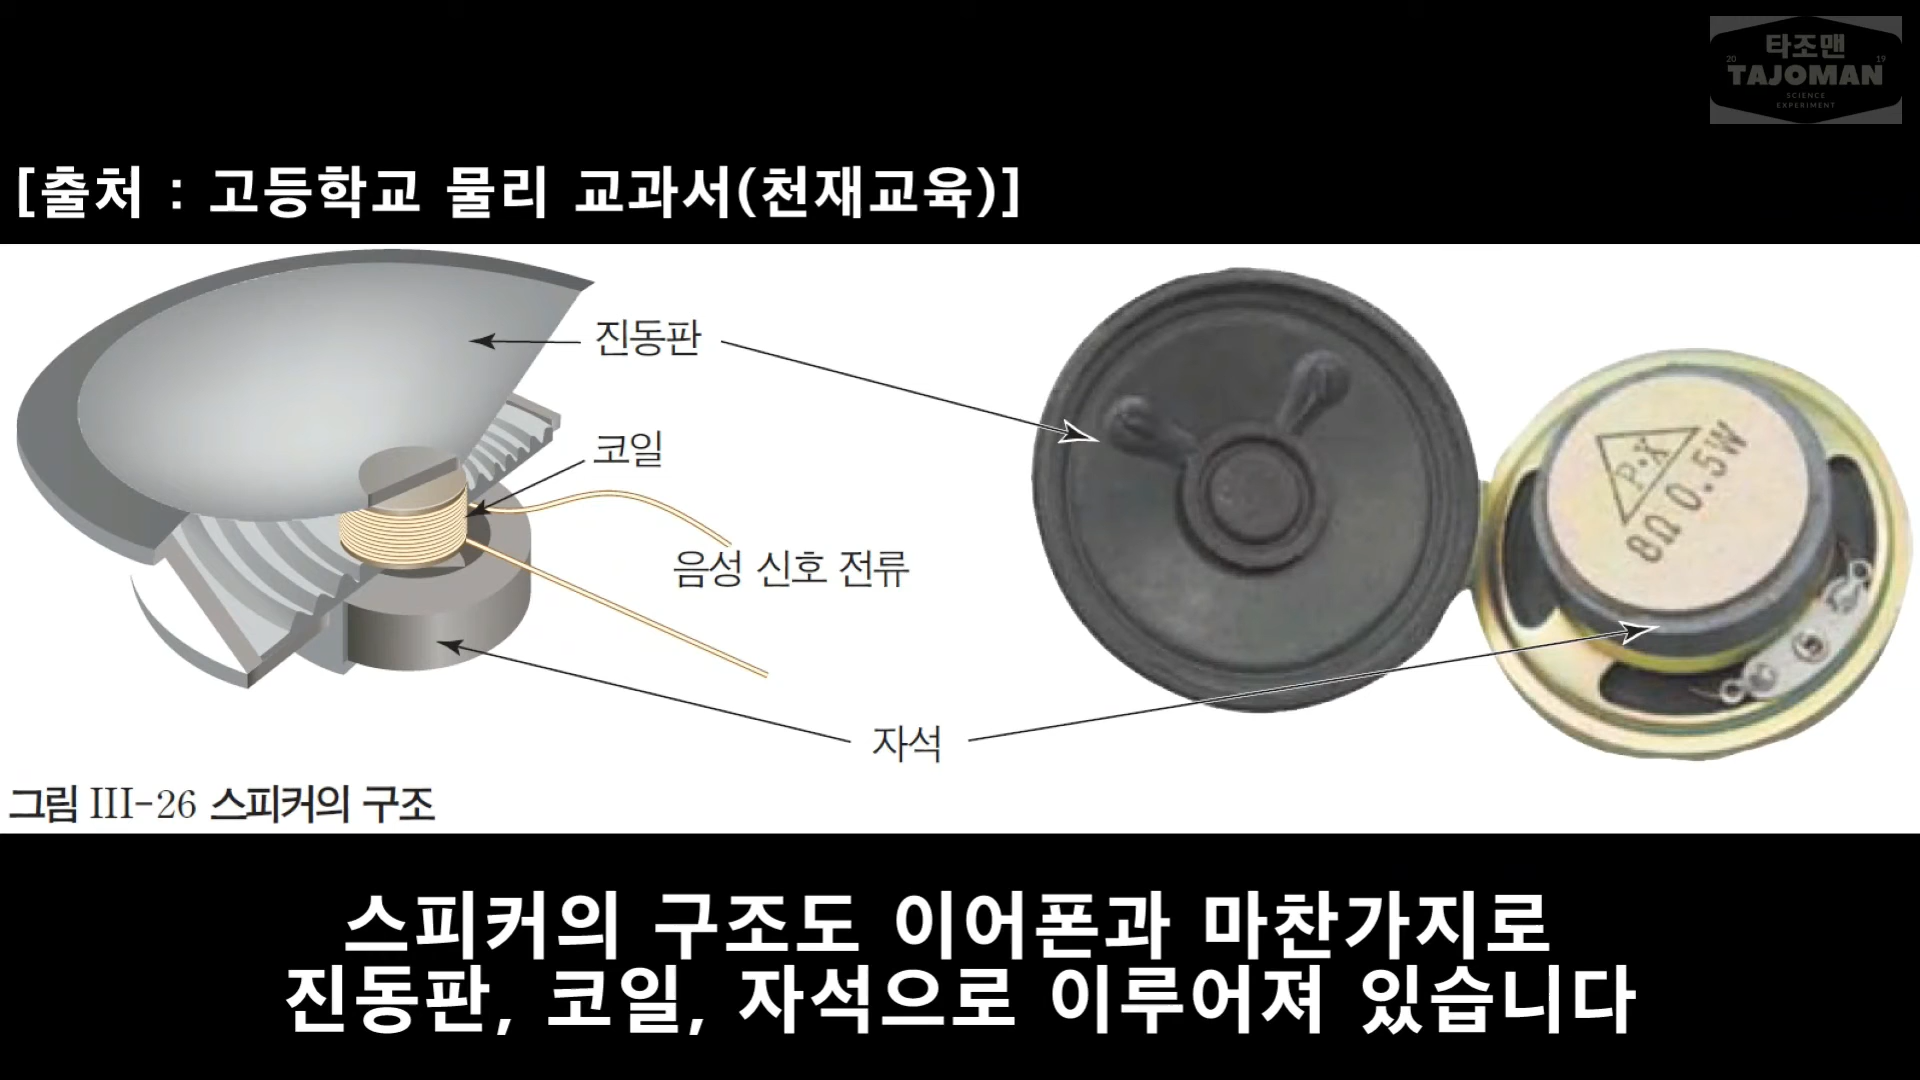 타조맨
20 19
TAJOMAN
SCIENCE
EXPERIMENT
[출처 : 고등학교 물리 교과서(천재교육)]
진동판
코일
음성 신호 전류
자석
P·X
8Ω 0.5W
그림 III-26 스피커의 구조
스피커의 구조도 이어폰과 마찬가지로
진동판, 코일, 자석으로 이루어져 있습니다